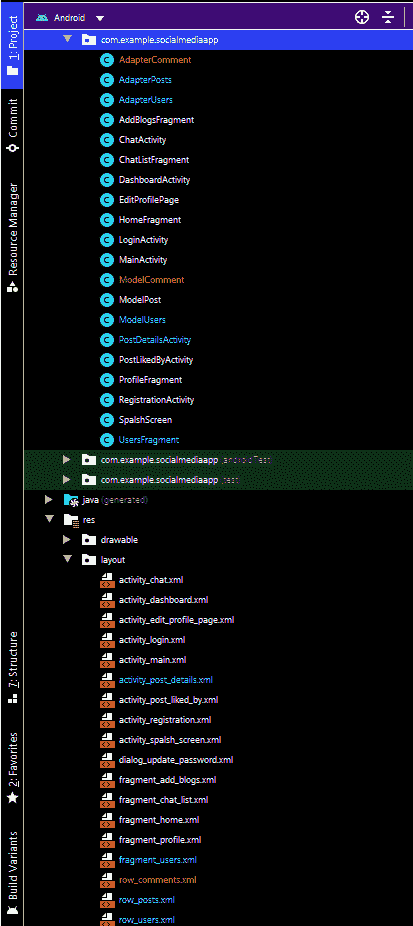 Android
1: Project
Commit
Resource Manager
7: Structure
2: Favorites
Build Variants
com.example.socialmediaapp
AdapterComment
AdapterPosts
AdapterUsers
AddBlogsFragment
ChatActivity
ChatListFragment
DashboardActivity
EditProfilePage
HomeFragment
LoginActivity
MainActivity
ModelComment
ModelPost
ModelUsers
PostDetailsActivity
PostLikedByActivity
ProfileFragment
RegistrationActivity
SpalshScreen
UsersFragment
com.example.socialmediaapp (androidTest)
com.example.socialmediaapp (test)
java (generated)
res
drawable
layout
activity_chat.xml
activity_dashboard.xml
activity_edit_profile_page.xml
activity_login.xml
activity_main.xml
activity_post_details.xml
activity_post_liked_by.xml
activity_registration.xml
activity_spalsh_screen.xml
dialog_update_password.xml
fragment_add_blogs.xml
fragment_chat_list.xml
fragment_home.xml
fragment_profile.xml
fragment_users.xml
row_comments.xml
row_posts.xml
row_users.xml